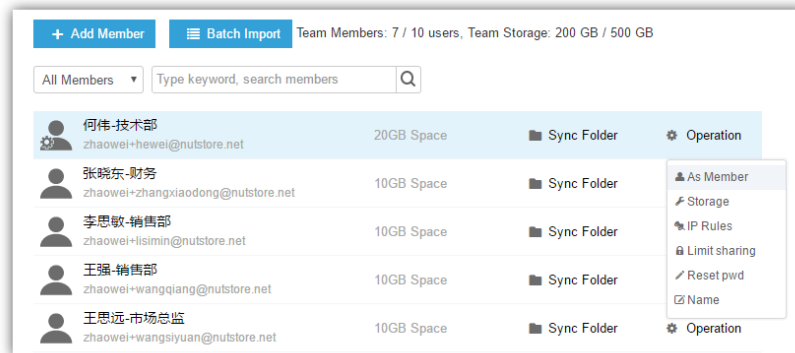 + Add Member Batch Import Team Members: 7 / 10 users, Team Storage: 200 GB / 500 GB
All Members Type keyword, search members
何伟-技术部
zhaowei+hewei@nutstore.net 20GB Space Sync Folder Operation
张晓东-财务
zhaowei+zhangxiaodong@nutstore.net 10GB Space Sync Folder
As Member
Storage
李思敏-销售部
zhaowei+lisimin@nutstore.net 10GB Space Sync Folder
IP Rules
Limit sharing
王强-销售部
zhaowei+wangqiang@nutstore.net 10GB Space Sync Folder
Reset pwd
Name
王思远-市场总监
zhaowei+wangsiyuan@nutstore.net 10GB Space Sync Folder Operation